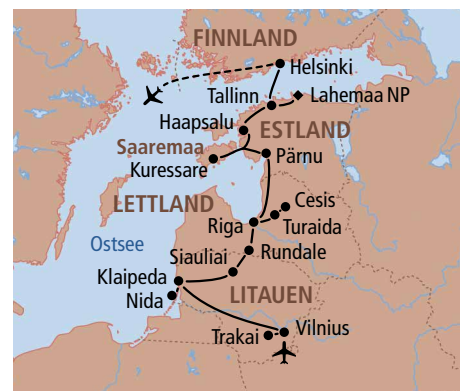 FINNLAND
Helsinki
Tallinn
Lahemaa NP
Haapsalu
ESTLAND
Saaremaa
Kuressare
Pärnu
LETTLAND
Cesis
Riga
Turaida
Ostsee
Siauliai
Rundale
Klaipeda
Nida
LITAUEN
Trakai
Vilnius